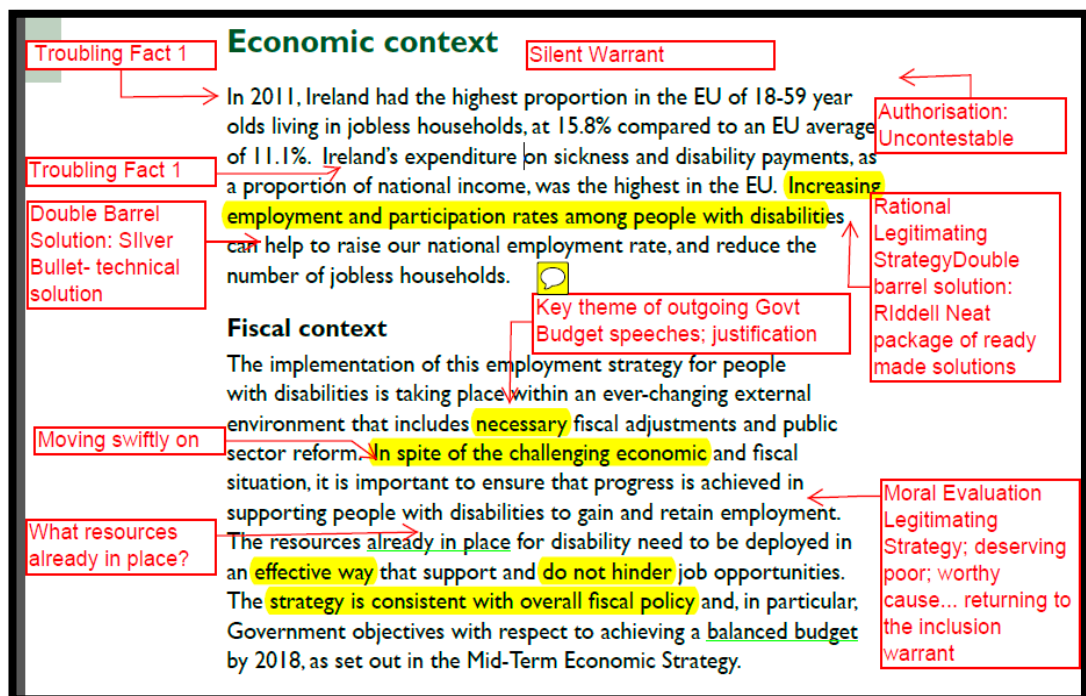 Troubling Fact 1
Economic context
Silent Warrant
In 2011, Ireland had the highest proportion in the EU of 18-59 year
olds living in jobless households, at 15.8% compared to an EU average
of 11.1%. Ireland's expenditure on sickness and disability payments, as
a proportion of national income, was the highest in the EU. Increasing
employment and participation rates among people with disabilities
can help to raise our national employment rate, and reduce the
number of jobless households.
Authorisation:
Uncontestable
Troubling Fact 1
Double Barrel
Solution: SIlver
Bullet- technical
solution
Rational
Legitimating
StrategyDouble
barrel solution:
RIddell Neat
package of ready
made solutions
Key theme of outgoing Govt
Budget speeches; justification
Fiscal context
The implementation of this employment strategy for people
with disabilities is taking place within an ever-changing external
environment that includes necessary fiscal adjustments and public
sector reform. In spite of the challenging economic and fiscal
situation, it is important to ensure that progress is achieved in
supporting people with disabilities to gain and retain employment.
The resources already in place for disability need to be deployed in
an effective way that support and do not hinder job opportunities.
The strategy is consistent with overall fiscal policy and, in particular,
Government objectives with respect to achieving a balanced budget
by 2018, as set out in the Mid-Term Economic Strategy.
Moving swiftly on
What resources
already in place?
Moral Evaluation
Legitimating
Strategy; deserving
poor; worthy
cause... returning to
the inclusion
warrant